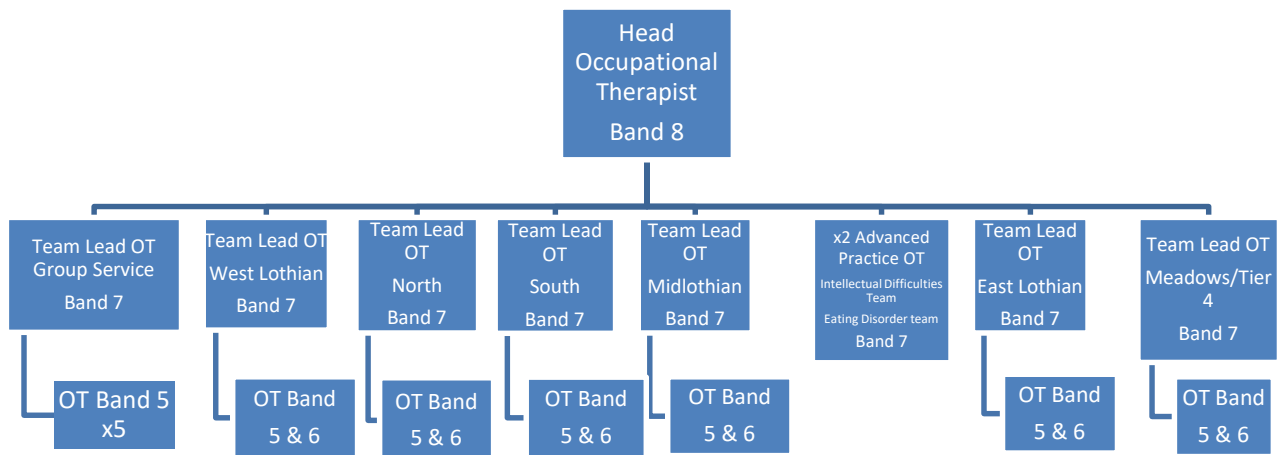 Head
Occupational
Therapist
Band 8
Team Lead OT
Group Service
Band 7
Team Lead OT
West Lothian
Band 7
Team Lead
OT
North
Band 7
Team Lead
OT
South
Band 7
Team Lead
OT
Midlothian
Band 7
x2 Advanced
Practice OT
Intellectual Difficulties
Team
Eating Disorder team
Band 7
Team Lead
OT
East Lothian
Band 7
Team Lead OT
Meadows/Tier
4
Band 7
OT Band 5
x5
OT Band
5 & 6
OT Band
5 & 6
OT Band
5 & 6
OT Band
5 & 6
OT Band
5 & 6
OT Band
5 & 6